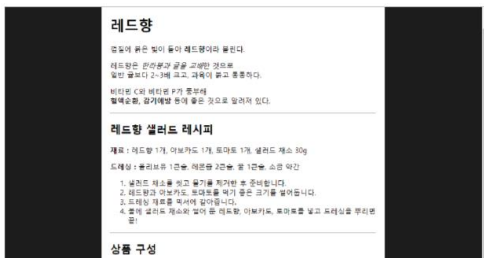 레드향
껍질에 붉은 빛이 돌아 레드향이라 불린다.
레드향은 한라봉과 귤을 교배한 것으로
일반 귤보다 2~3배 크고, 과육이 붉고 통통하다.
비타민 C와 비타민 P가 풍부해
혈액순환, 감기예방 등에 좋은 것으로 알려져 있다.
레드향 샐러드 레시피
재료 : 레드향 1개, 아보카도 1개, 토마토 1개, 샐러드 채소 30g
드레싱 : 올리브유 1큰술, 레몬즙 2큰술, 꿀 1큰술, 소금 약간
1. 샐러드 채소를 씻고 물기를 제거한 후 준비합니다.
2. 레드향과 아보카도, 토마토를 먹기 좋은 크기를 썰어둡니다.
3. 드레싱 재료를 믹서에 갈아줍니다.
4. 볼에 샐러드 채소와 썰어 둔 레드향, 아보카도, 토마토를 넣고 드레싱을 뿌리면
끝!
상품 구성